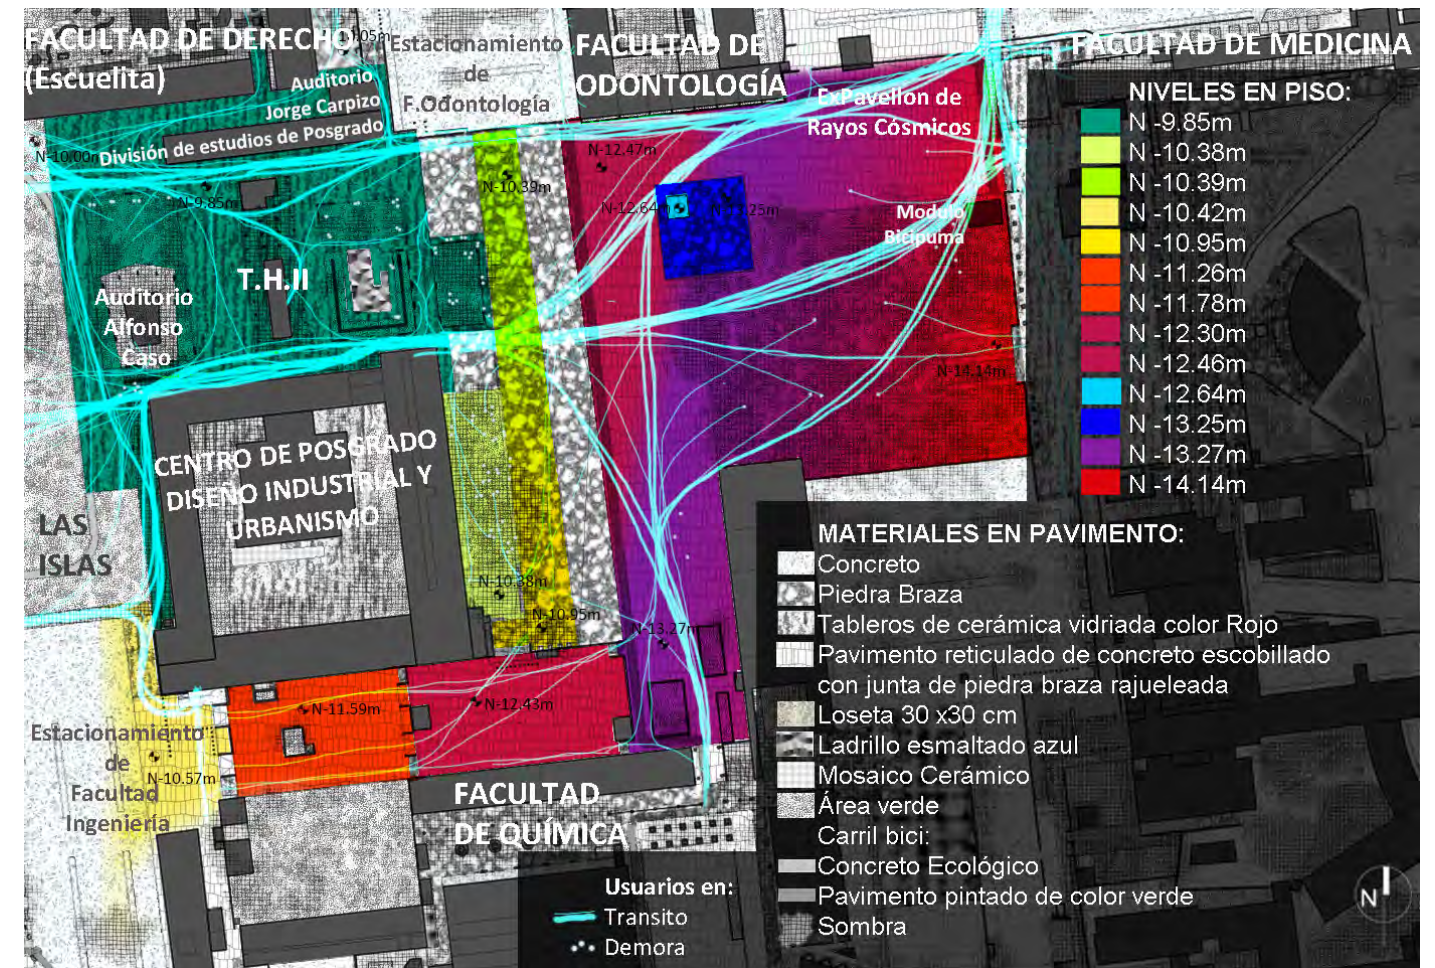 FACULTAD DE DERECHO
(Escuelita)
Auditorio
Jorge Carpizo
División de estudios de Posgrado
Estacionamiento
de
F.Odontología
FACULTAD DE
ODONTOLOGÍA
FACULTAD DE MEDICINA
ExPavellon de
Rayos Cósmicos
N-10.00m
N-9.85m
N-10.39m
N-12.47m
N-12.64m
Modulo
Bicipuma
T.H.II
Auditorio
Alfonso
Caso
N-14.14m
CENTRO DE POSGRADO
DISEÑO INDUSTRIAL Y
URBANISMO
LAS
ISLAS
N-10.38m
N-10.95m
N-13.27m
N-11.59m
N-12.43m
Estacionamiento
de
Facultad
Ingeniería
N-10.57m
FACULTAD
DE QUÍMICA
NIVELES EN PISO:
N -9.85m
N -10.38m
N -10.39m
N -10.42m
N -10.95m
N -11.26m
N -11.78m
N -12.30m
N -12.46m
N -12.64m
N -13.25m
N -13.27m
N -14.14m
MATERIALES EN PAVIMENTO:
Concreto
Piedra Braza
Tableros de cerámica vidriada color Rojo
Pavimento reticulado de concreto escobillado
con junta de piedra braza rajueleada
Loseta 30 x30 cm
Ladrillo esmaltado azul
Mosaico Cerámico
Área verde
Carril bici:
Concreto Ecológico
Pavimento pintado de color verde
Sombra
Usuarios en:
Transito
Demora
N